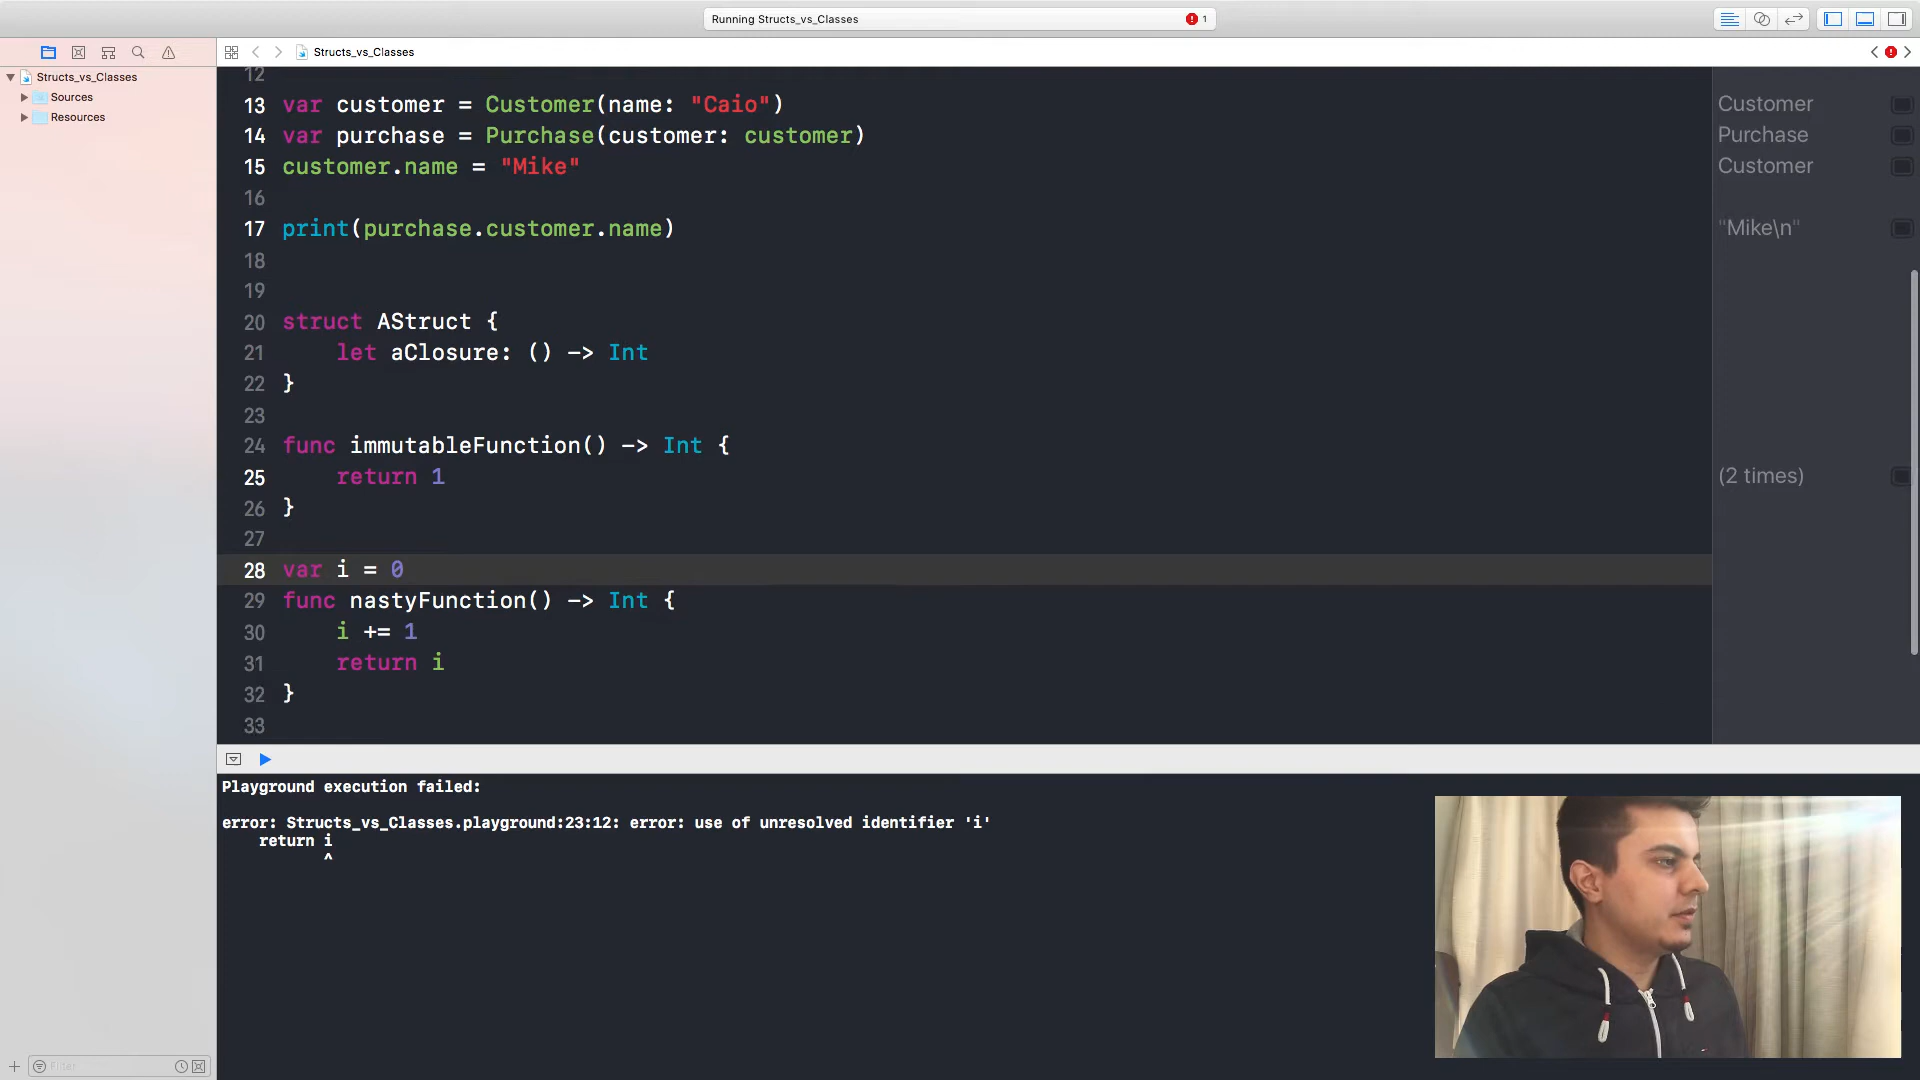 Running Structs_vs_Classes
1
Structs_vs_Classes
Structs_vs_Classes
Sources
Resources
12
13 var customer = Customer(name: "Caio")
Customer
14 var purchase = Purchase(customer: customer)
Purchase
15 customer.name = "Mike"
Customer
16
17 print(purchase.customer.name)
"Mike\n"
18
19
20 struct AStruct {
21 let aClosure: () -> Int
22 }
23
24 func immutableFunction() -> Int {
25 return 1
(2 times)
26 }
27
28 var i = 0
29 func nastyFunction() -> Int {
30 i += 1
31 return i
32 }
33
Playground execution failed:
error: Structs_vs_Classes.playground:23:12: error: use of unresolved identifier 'i'
return i
^
Filter